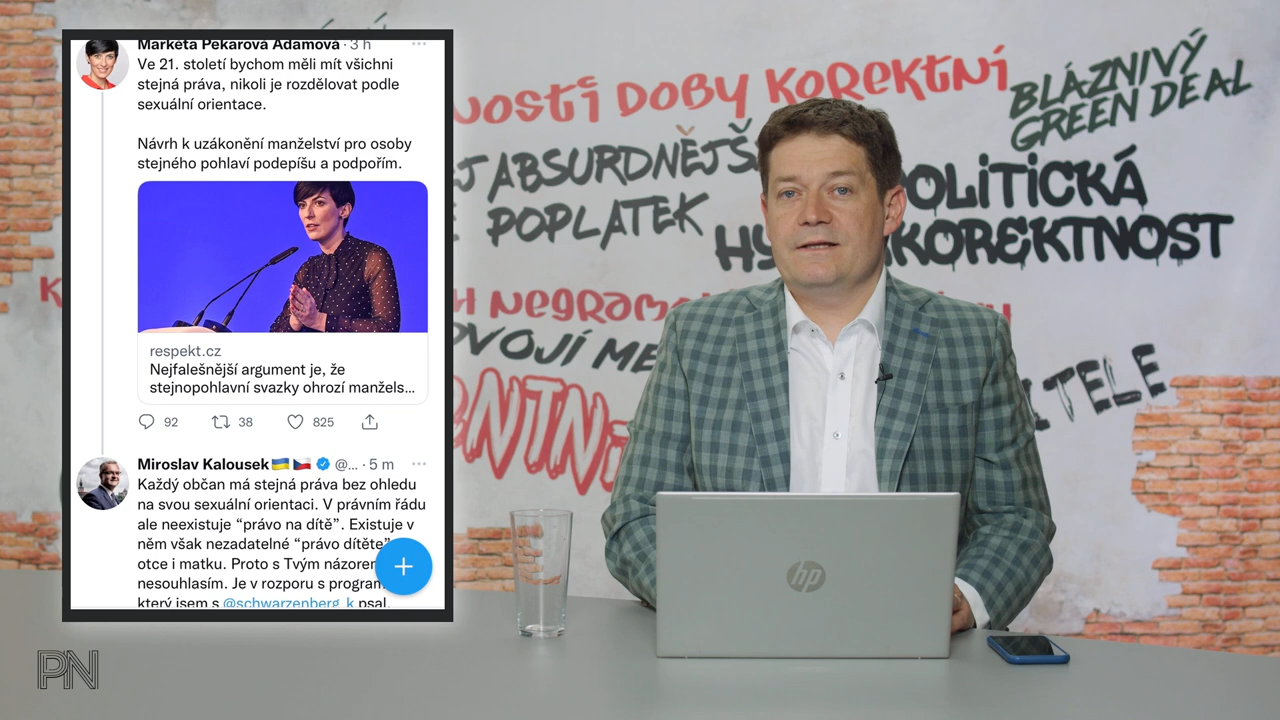 Markéta Pekarová Adamová · 3 h
Ve 21. století bychom měli mít všichni
stejná práva, nikoli je rozdělovat podle
sexuální orientace.
Návrh k uzákonění manželství pro osoby
stejného pohlaví podepíšu a podpořím.
respekt.cz
Nejfalešnější argument je, že
stejnopohlavní svazky ohrozí manžels...
92 38 825
Miroslav Kalousek @... · 5 m
Každý občan má stejná práva bez ohledu
na svou sexuální orientaci. V právním řádu
ale neexistuje “právo na dítě”. Existuje v
něm však nezadatelné “právo dítěte”
otce i matku. Proto s Tvým názorem
nesouhlasím. Je v rozporu s
který jsem s @schwarzenberg_k psal.
DOBY KOREKTNÍ
BLÁZNIVÝ
GREEN DEAL
POPLATEK
POLITICKÁ
KOREKTNOST
hp
PN